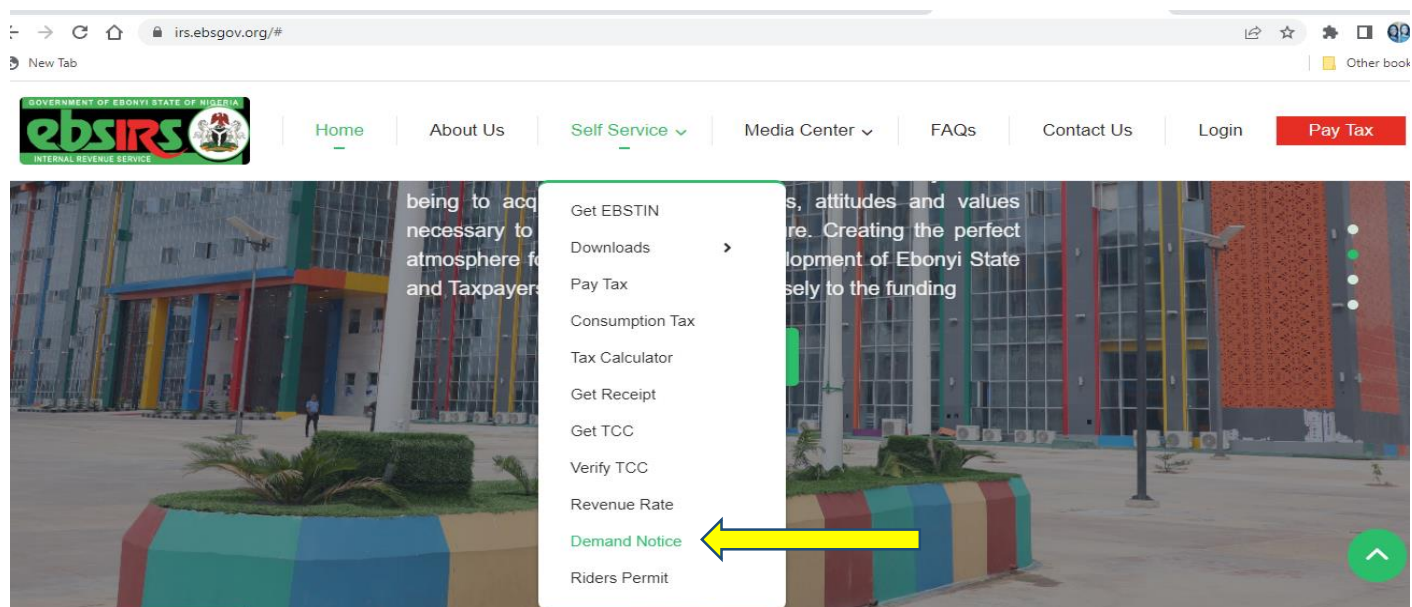 irs.ebsgov.org/#
New Tab
Other book
GOVERNMENT OF EBONYI STATE OF NIGERIA
ebsIRS
INTERNAL REVENUE SERVICE
Home
About Us
Self Service
Media Center
FAQs
Contact Us
Login
Pay Tax
being to acq
s, attitudes and values
necessary to
re. Creating the perfect
atmosphere fo
lopment of Ebonyi State
and Taxpayers
sely to the funding
Get EBSTIN
Downloads
Pay Tax
Consumption Tax
Tax Calculator
Get Receipt
Get TCC
Verify TCC
Revenue Rate
Demand Notice
Riders Permit